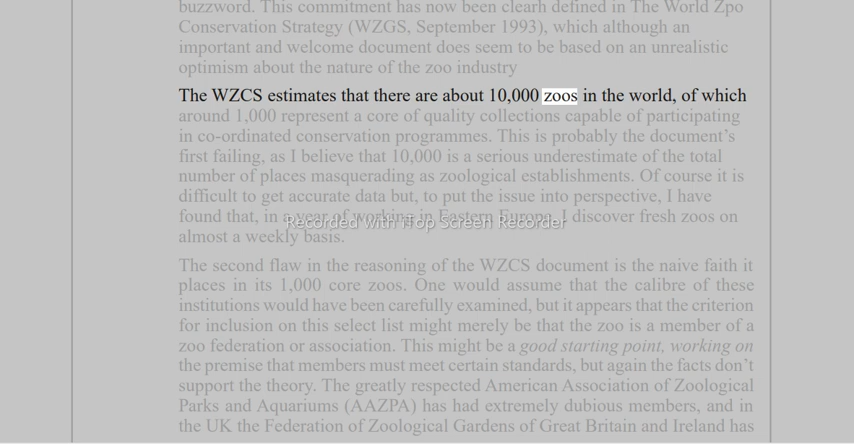 buzzword. This commitment has now been clearh defined in The World Zpo
Conservation Strategy (WZGS, September 1993), which although an
important and welcome document does seem to be based on an unrealistic
optimism about the nature of the zoo industry
The WZCS estimates that there are about 10,000 zoos in the world, of which
around 1,000 represent a core of quality collections capable of participating
in co-ordinated conservation programmes. This is probably the document's
first failing, as I believe that 10,000 is a serious underestimate of the total
number of places masquerading as zoological establishments. Of course it is
difficult to get accurate data but, to put the issue into perspective, I have
found that, in a year of working in Eastern Europe, I discover fresh zoos on
Recorded with iTop Screen Recorder
almost a weekly basis.
The second flaw in the reasoning of the WZCS document is the naive faith it
places in its 1,000 core zoos. One would assume that the calibre of these
institutions would have been carefully examined, but it appears that the criterion
for inclusion on this select list might merely be that the zoo is a member of a
zoo federation or association. This might be a good starting point, working on
the premise that members must meet certain standards, but again the facts don't
support the theory. The greatly respected American Association of Zoological
Parks and Aquariums (AAZPA) has had extremely dubious members, and in
the UK the Federation of Zoological Gardens of Great Britain and Ireland has